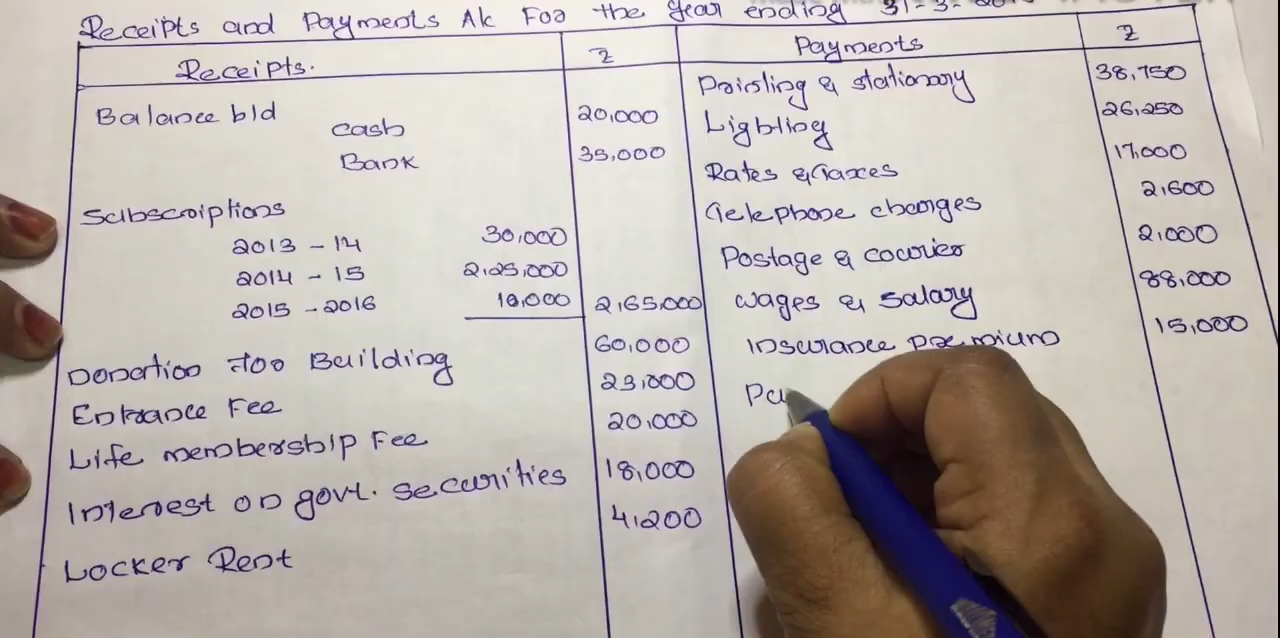 Receipts and Payments A/c For the year ending 31-3-
Receipts. ₹ Payments ₹
Balance b/d
cash 20,000
Bank 35,000
Subscriptions
2013 - 14 30,000
2014 - 15 2,25,000
2015 - 2016 10,000 2,65,000
Donation for Building 60,000
Entrance Fee 23,000
Life membership Fee 20,000
Interest on govt. securities 18,000
Locker Rent 4,200
Printing & stationary 38,750
Lighting 26,250
Rates & Taxes 17,000
Telephone charges 2,600
Postage & courier 2,000
Wages & salary 88,000
Insurance premium 15,000